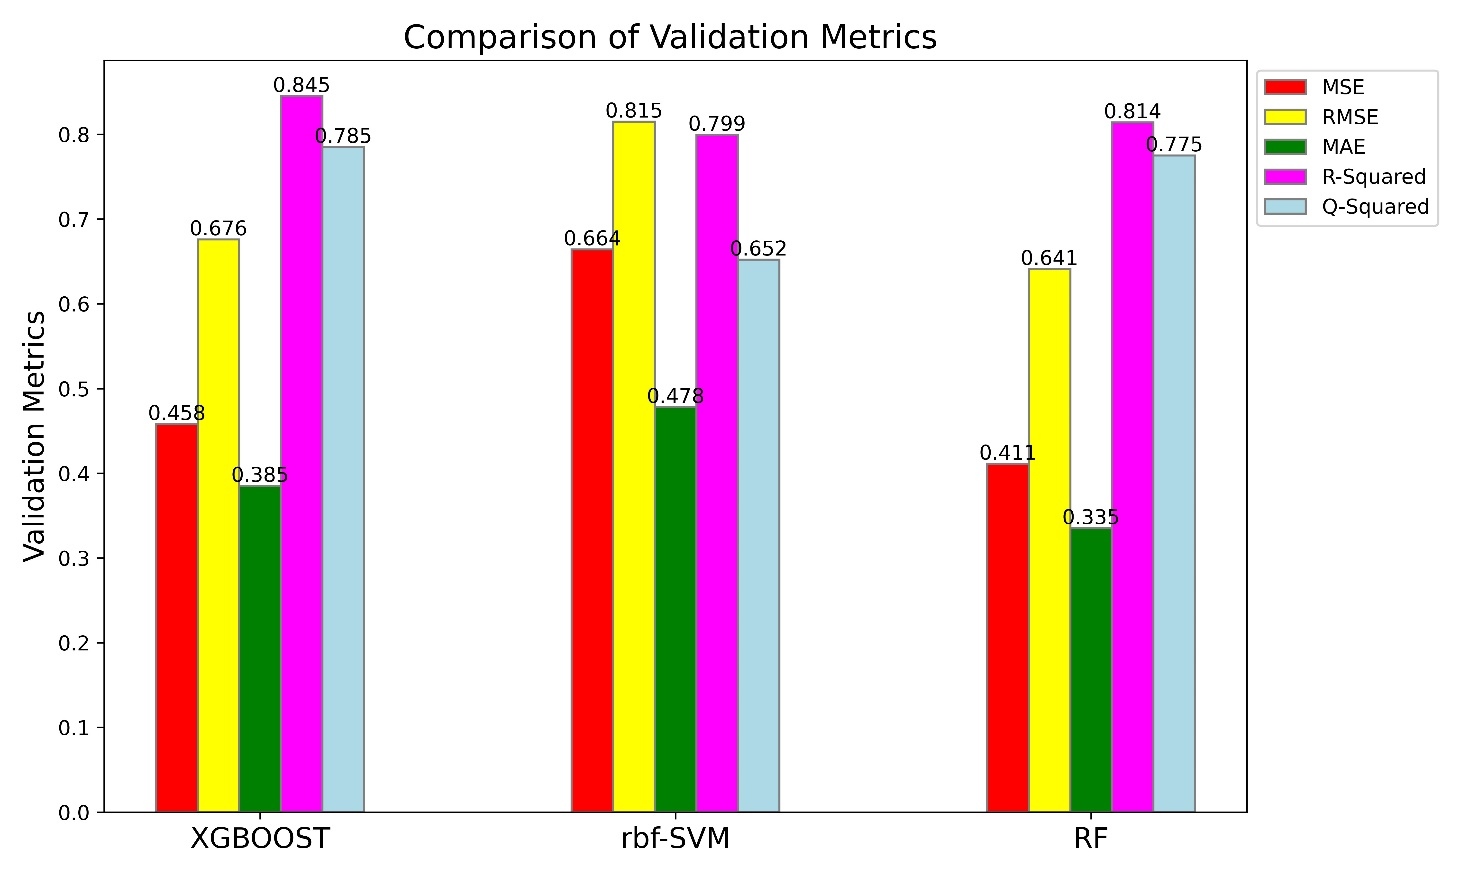 Comparison of Validation Metrics
Validation Metrics
0.8
0.7
0.6
0.5
0.4
0.3
0.2
0.1
0.0
0.458
0.676
0.385
0.845
0.785
0.664
0.815
0.478
0.799
0.652
0.411
0.641
0.335
0.814
0.775
XGBOOST
rbf-SVM
RF
MSE
RMSE
MAE
R-Squared
Q-Squared